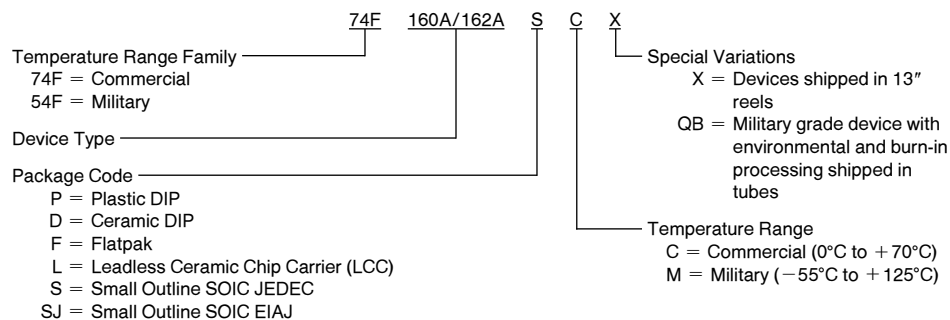 74F 160A/162A S C X
Temperature Range Family
74F = Commercial
54F = Military
Device Type
Package Code
P = Plastic DIP
D = Ceramic DIP
F = Flatpak
L = Leadless Ceramic Chip Carrier (LCC)
S = Small Outline SOIC JEDEC
SJ = Small Outline SOIC EIAJ
Special Variations
X = Devices shipped in 13″
reels
QB = Military grade device with
environmental and burn-in
processing shipped in
tubes
Temperature Range
C = Commercial (0°C to +70°C)
M = Military (−55°C to +125°C)